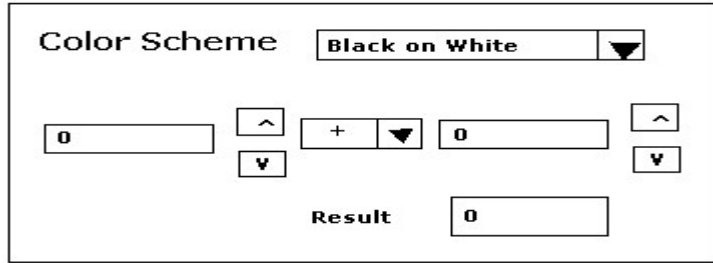 Color Scheme Black on White
0 ^ + 0 ^
v v
Result 0